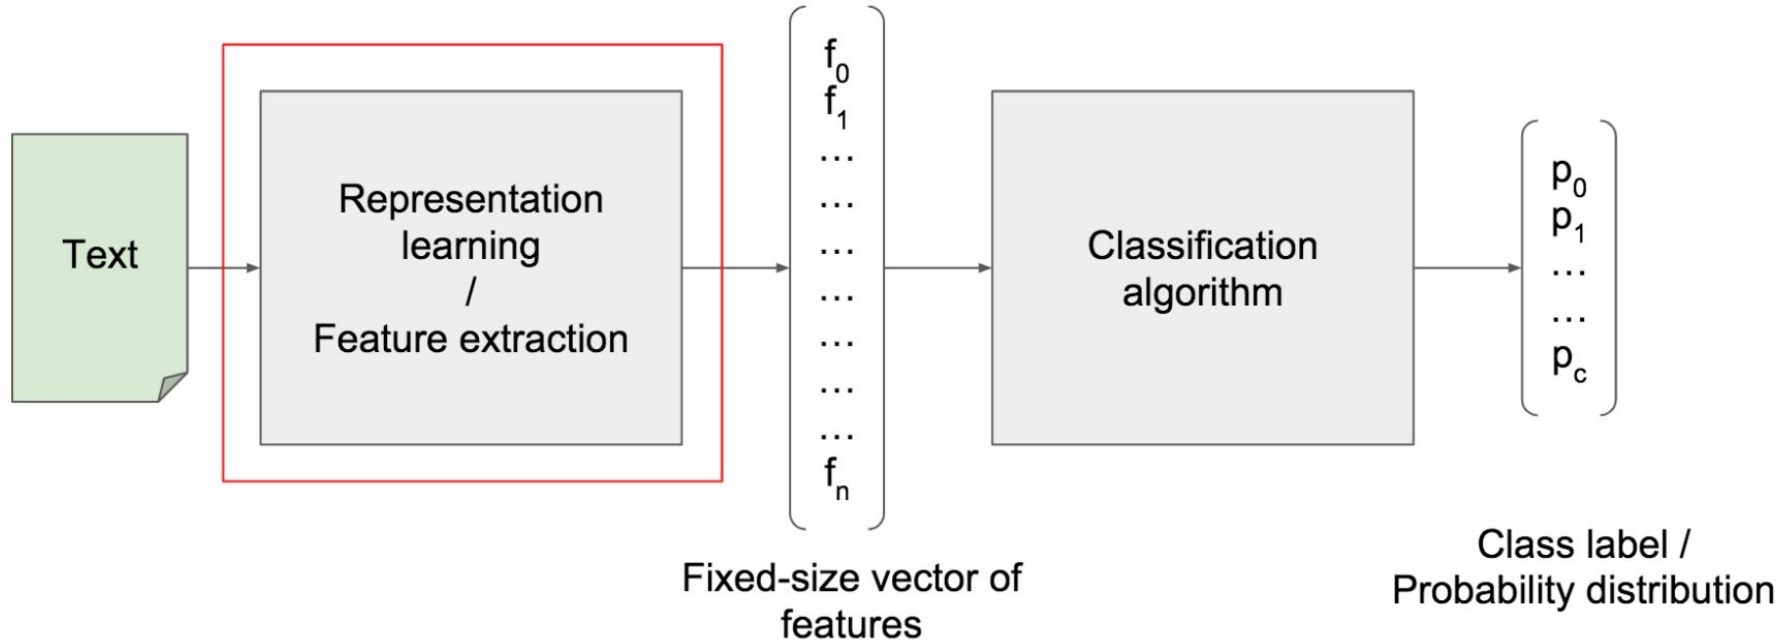 Text
Representation
learning
/
Feature extraction
f0
f1
...
...
...
...
...
...
...
fn
Fixed-size vector of
features
Classification
algorithm
p0
p1
...
...
pc
Class label /
Probability distribution